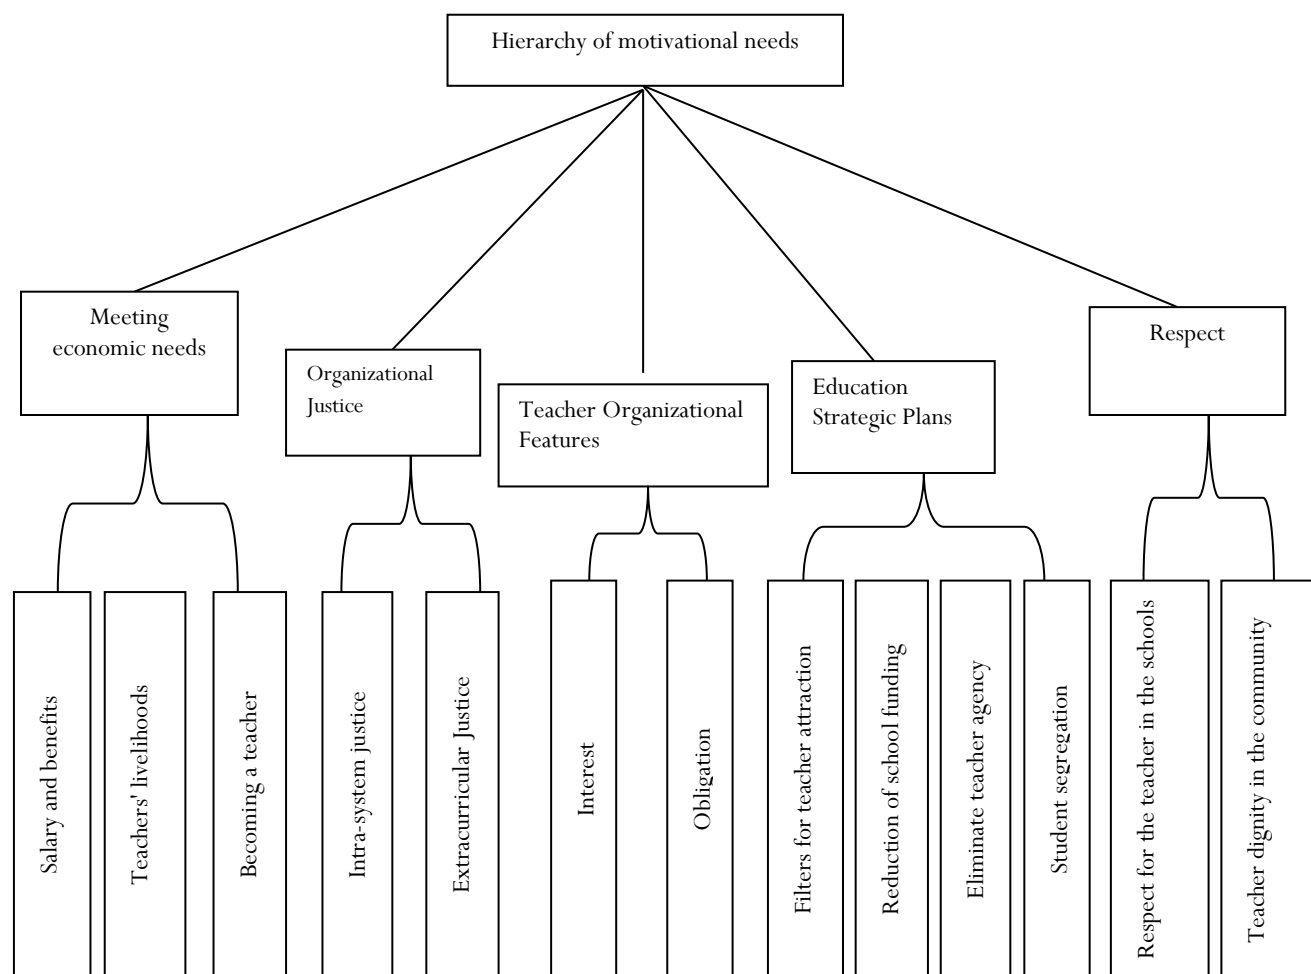 Hierarchy of motivational needs
Meeting
economic needs
Organizational
Justice
Teacher Organizational
Features
Education
Strategic Plans
Respect
Salary and benefits
Teachers' livelihoods
Becoming a teacher
Intra-system justice
Extracurricular Justice
Interest
Obligation
Filters for teacher attraction
Reduction of school funding
Eliminate teacher agency
Student segregation
Respect for the teacher in the schools
Teacher dignity in the community